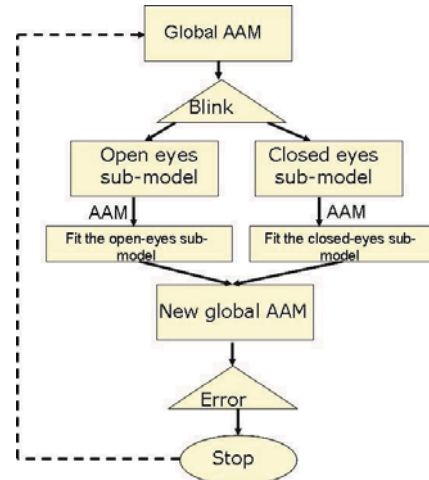 Global AAM
Blink
Open eyes
sub-model
Closed eyes
sub-model
AAM
AAM
Fit the open-eyes sub-
model
Fit the closed-eyes sub-
model
New global AAM
Error
Stop